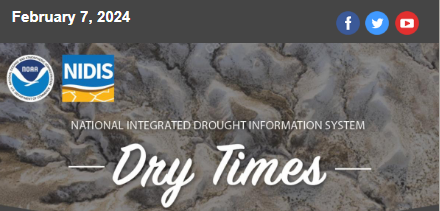 February 7, 2024
NOAA
NIDIS
NATIONAL INTEGRATED DROUGHT INFORMATION SYSTEM
Dry Times